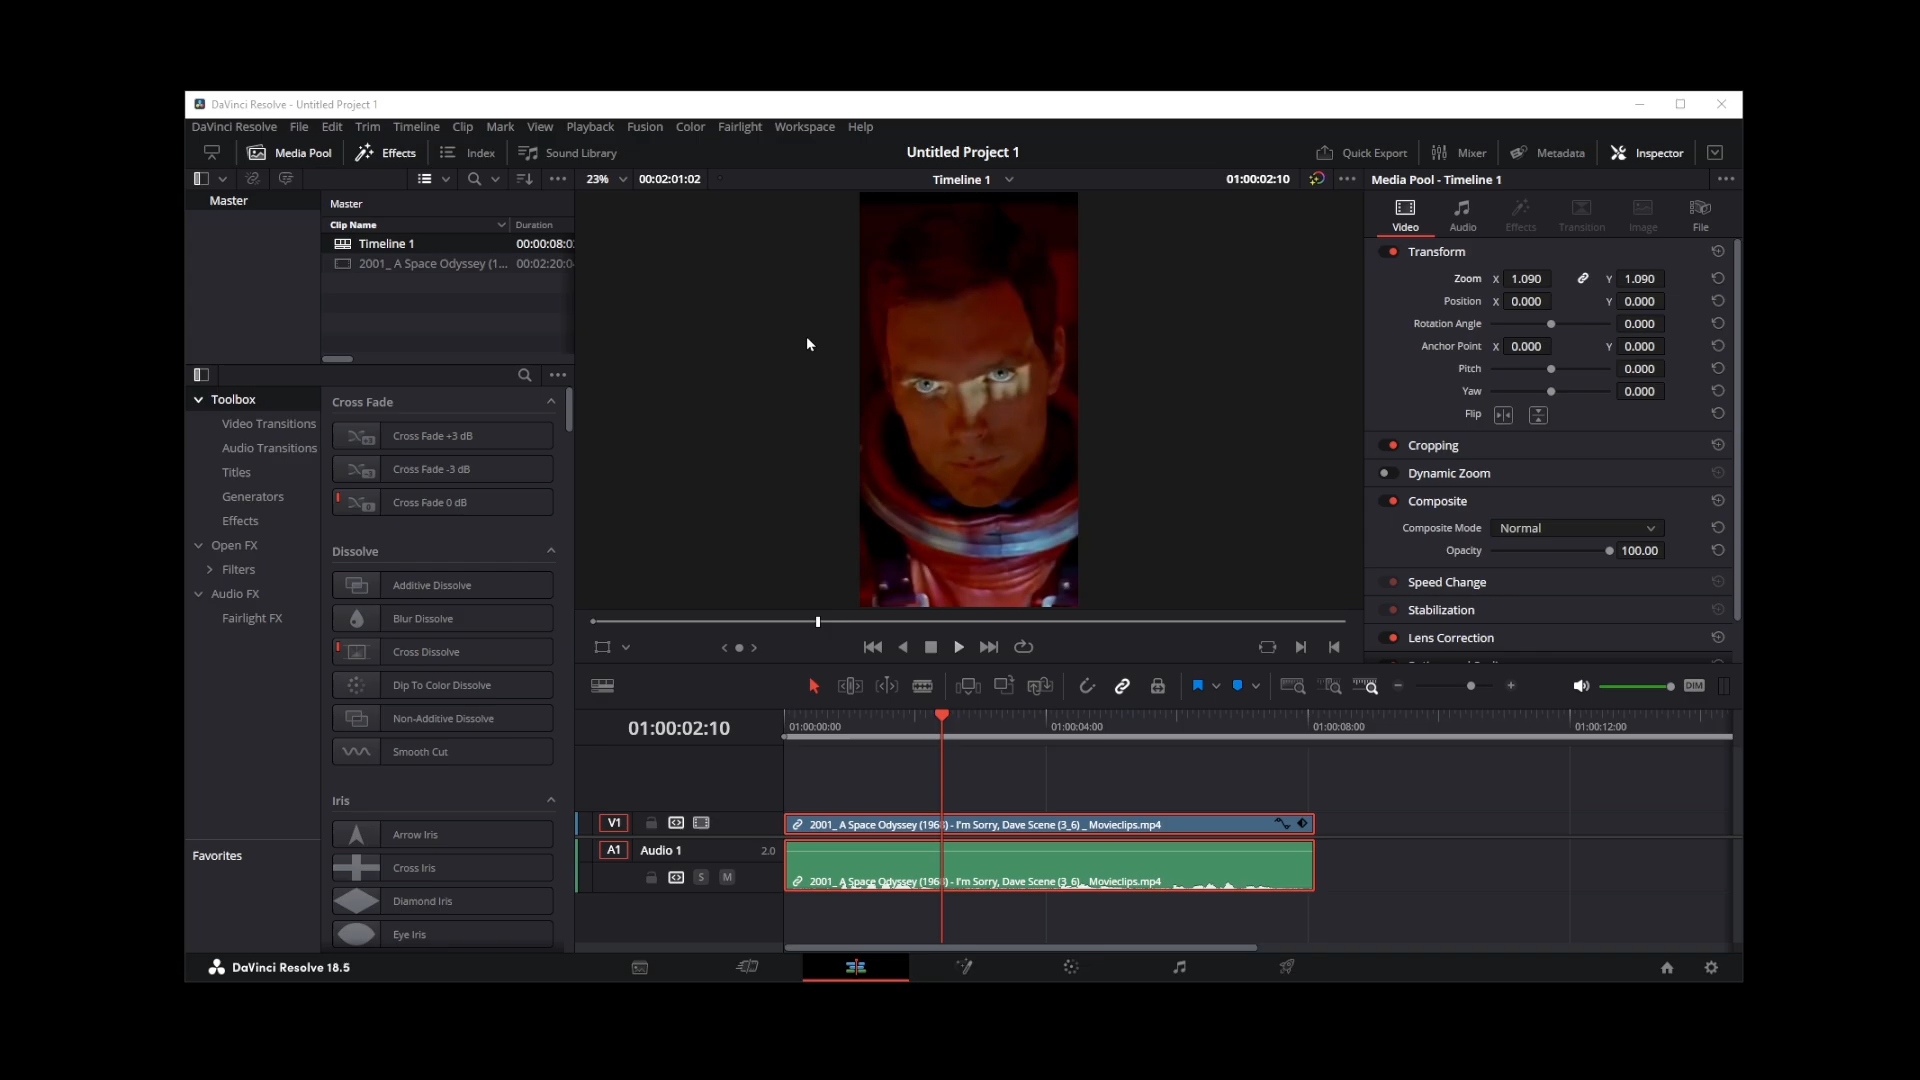 DaVinci Resolve - Untitled Project 1
DaVinci Resolve File Edit Trim Timeline Clip Mark View Playback Fusion Color Fairlight Workspace Help
Media Pool Effects Index Sound Library Untitled Project 1 Quick Export Mixer Metadata Inspector
23% 00:02:01:02 Timeline 1 01:00:02:10 Media Pool - Timeline 1
Master
Master
Clip Name Duration
Timeline 1 00:00:08:0
2001_ A Space Odyssey (1... 00:02:20:0
Video Audio Effects Transition Image File
Transform
Zoom X 1.090 Y 1.090
Position X 0.000 Y 0.000
Rotation Angle 0.000
Anchor Point X 0.000 Y 0.000
Pitch 0.000
Yaw 0.000
Flip
Cropping
Dynamic Zoom
Composite
Composite Mode Normal
Opacity 100.00
Speed Change
Stabilization
Lens Correction
Toolbox
Video Transitions
Audio Transitions
Titles
Generators
Effects
Open FX
Filters
Audio FX
Fairlight FX
Favorites
Cross Fade
+3 Cross Fade +3 dB
-3 Cross Fade -3 dB
0 Cross Fade 0 dB
Dissolve
Additive Dissolve
Blur Dissolve
Cross Dissolve
Dip To Color Dissolve
Non-Additive Dissolve
Smooth Cut
Iris
Arrow Iris
Cross Iris
Diamond Iris
Eye Iris
DIM
01:00:02:10 01:00:00:00 01:00:04:00 01:00:08:00 01:00:12:00
V1 2001_ A Space Odyssey (196 ) - I'm Sorry, Dave Scene (3_6) _ Movieclips.mp4
A1 Audio 1 2.0
S M 2001_ A Space Odyssey (196 ) - I'm Sorry, Dave Scene (3_6) _ Movieclips.mp4
DaVinci Resolve 18.5